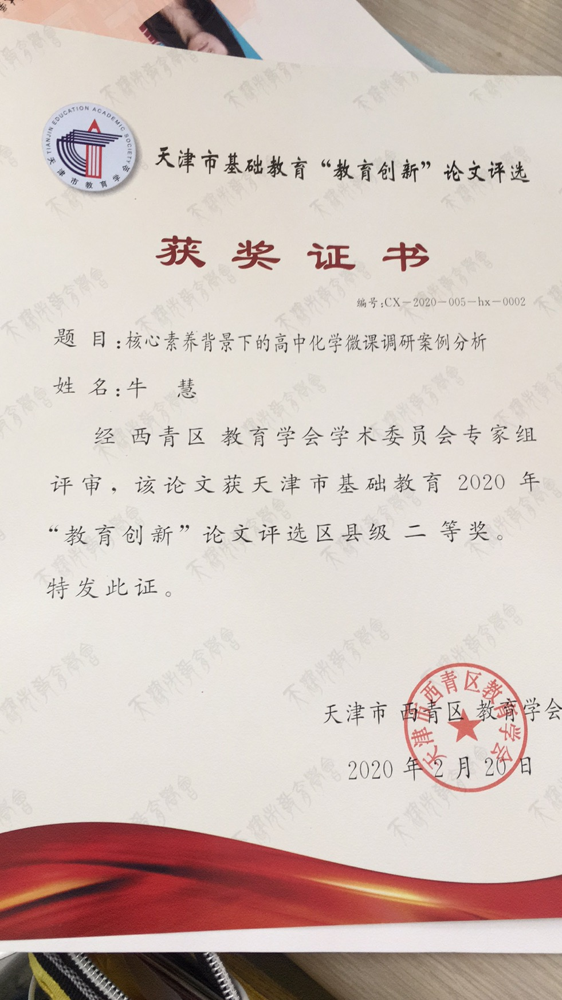 TIANJIN EDUCATION ACADEMIC SOCIETY
天津市教育学会
天津市基础教育“教育创新”论文评选
获奖证书
编号:CX-2020-005-hx-0002
题 目:核心素养背景下的高中化学微课调研案例分析
姓 名:牛 慧
经 西青区 教育学会学术委员会专家组
评审，该论文获天津市基础教育 2020 年
“教育创新”论文评选区县级 二 等奖。
特发此证。
天津市 西青区 教育学会
2020 年 2 月 20 日
天津市西青区教育学会